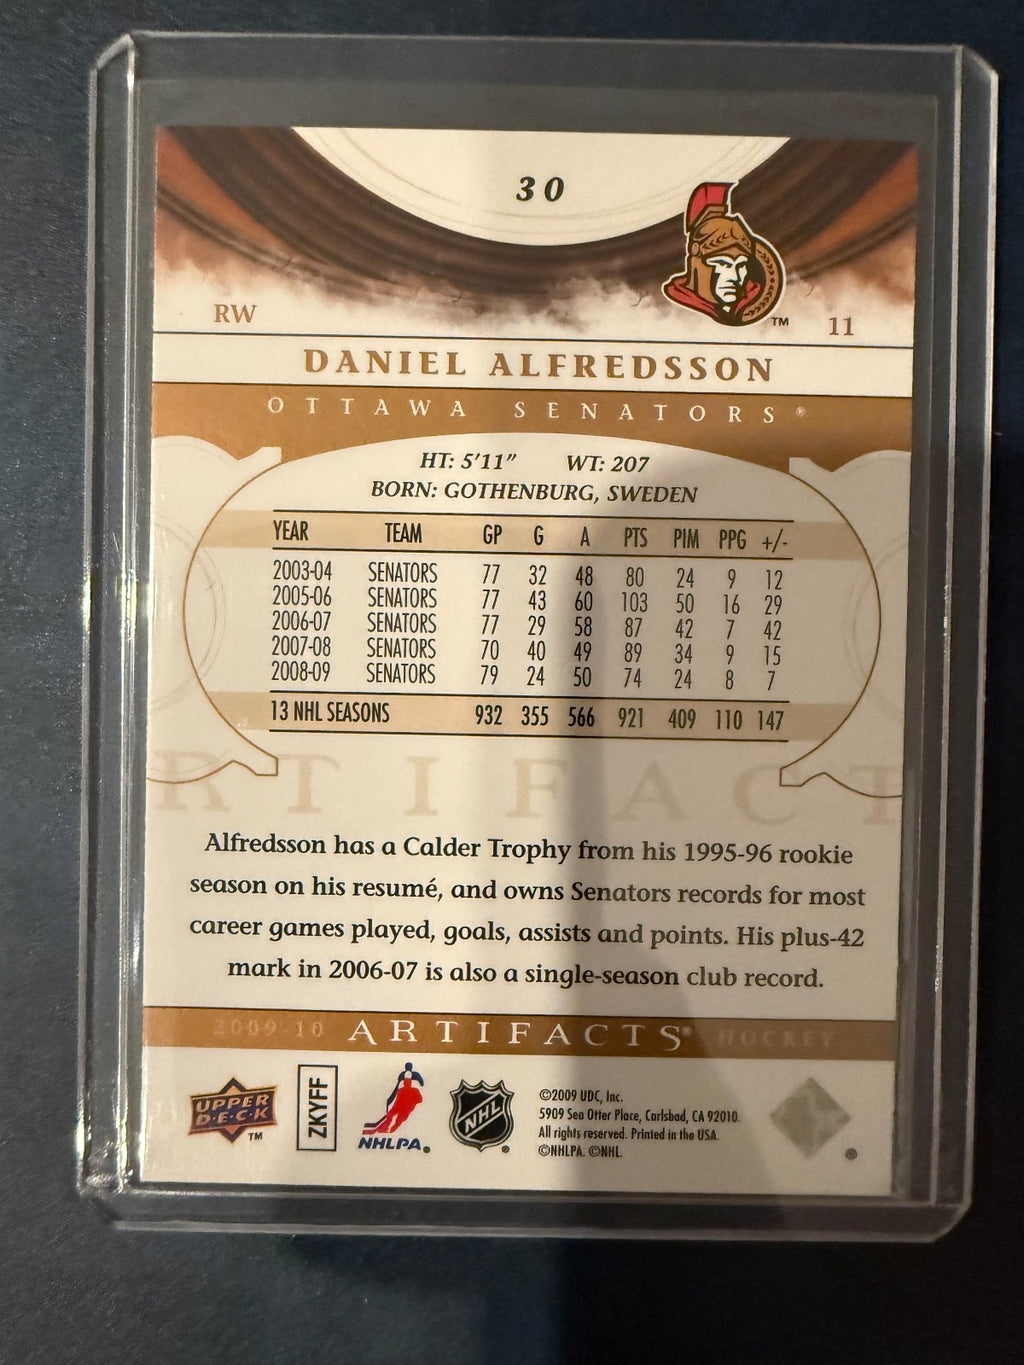 30
TM
RW 11
DANIEL ALFREDSSON
OTTAWA SENATORS®
HT: 5'11" WT: 207
BORN: GOTHENBURG, SWEDEN
YEAR TEAM GP G A PTS PIM PPG +/-
2003-04 SENATORS 77 32 48 80 24 9 12
2005-06 SENATORS 77 43 60 103 50 16 29
2006-07 SENATORS 77 29 58 87 42 7 42
2007-08 SENATORS 70 40 49 89 34 9 15
2008-09 SENATORS 79 24 50 74 24 8 7
13 NHL SEASONS 932 355 566 921 409 110 147
RTIFACT
Alfredsson has a Calder Trophy from his 1995-96 rookie
season on his resumé, and owns Senators records for most
career games played, goals, assists and points. His plus-42
mark in 2006-07 is also a single-season club record.
2009-10 ARTIFACTS® HOCKEY
UPPER
D·E·C·K
TM
ZKYFF
NHLPA®
NHL®
©2009 UDC, Inc.
5909 Sea Otter Place, Carlsbad, CA 92010.
All rights reserved. Printed in the USA.
©NHLPA. ©NHL.